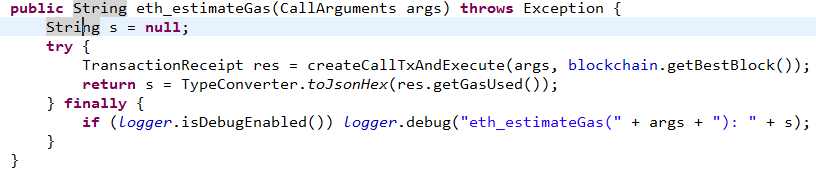 public String eth_estimateGas(CallArguments args) throws Exception {
    String s = null;
    try {
        TransactionReceipt res = createCallTxAndExecute(args, blockchain.getBestBlock());
        return s = TypeConverter.toJsonHex(res.getGasUsed());
    } finally {
        if (logger.isDebugEnabled()) logger.debug("eth_estimateGas(" + args + "): " + s);
    }
}